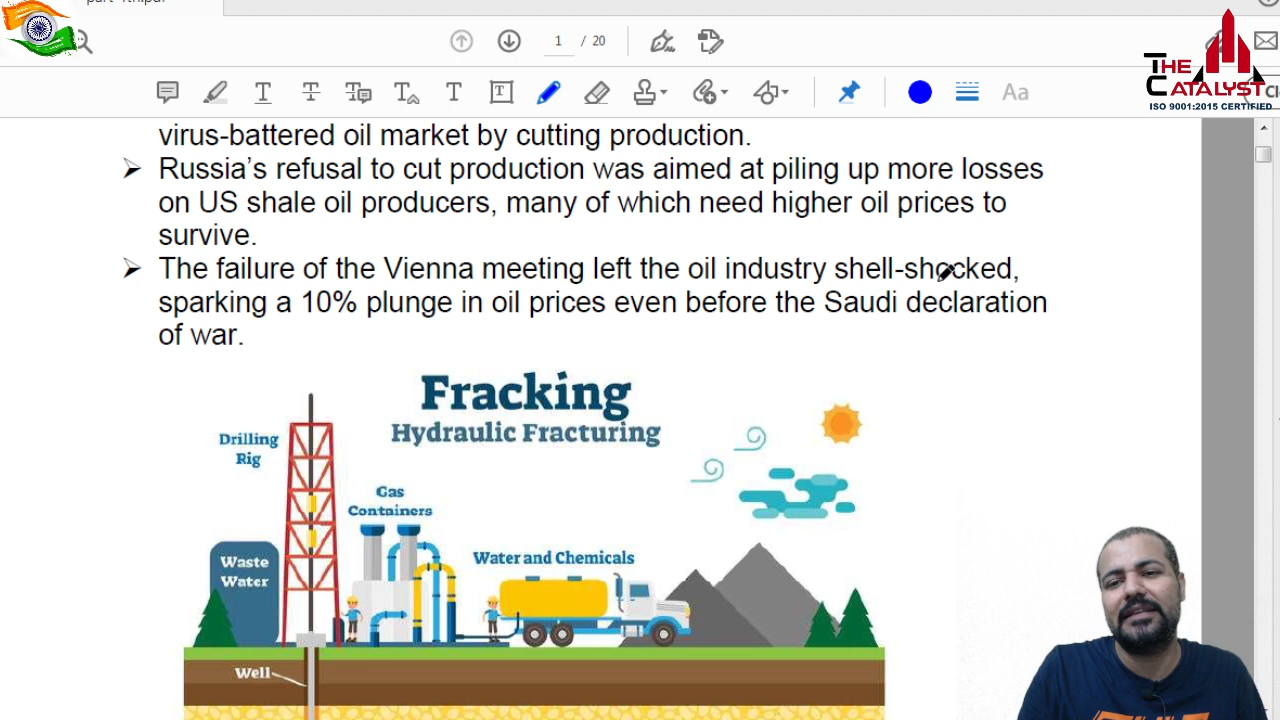 1 / 20
THE
CATALYST
ISO 9001:2015 CERTIFIED
Aa
virus-battered oil market by cutting production.
➢ Russia’s refusal to cut production was aimed at piling up more losses
on US shale oil producers, many of which need higher oil prices to
survive.
➢ The failure of the Vienna meeting left the oil industry shell-shocked,
sparking a 10% plunge in oil prices even before the Saudi declaration
of war.
Fracking
Hydraulic Fracturing
Drilling
Rig
Gas
Containers
Water and Chemicals
Waste
Water
Well